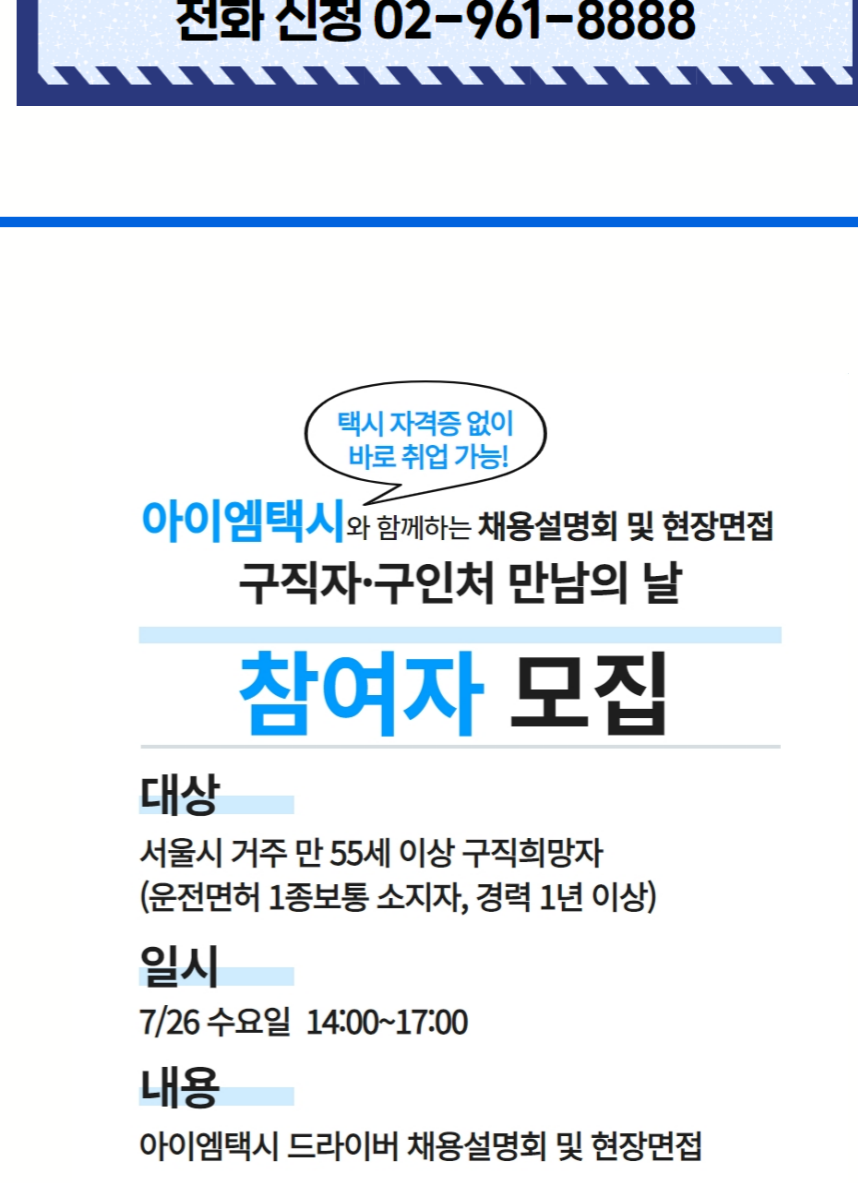 전화 신청 02-961-8888
택시 자격증 없이
바로 취업 가능!
아이엠택시와 함께하는 채용설명회 및 현장면접
구직자·구인처 만남의 날
참여자 모집
대상
서울시 거주 만 55세 이상 구직희망자
(운전면허 1종보통 소지자, 경력 1년 이상)
일시
7/26 수요일 14:00~17:00
내용
아이엠택시 드라이버 채용설명회 및 현장면접